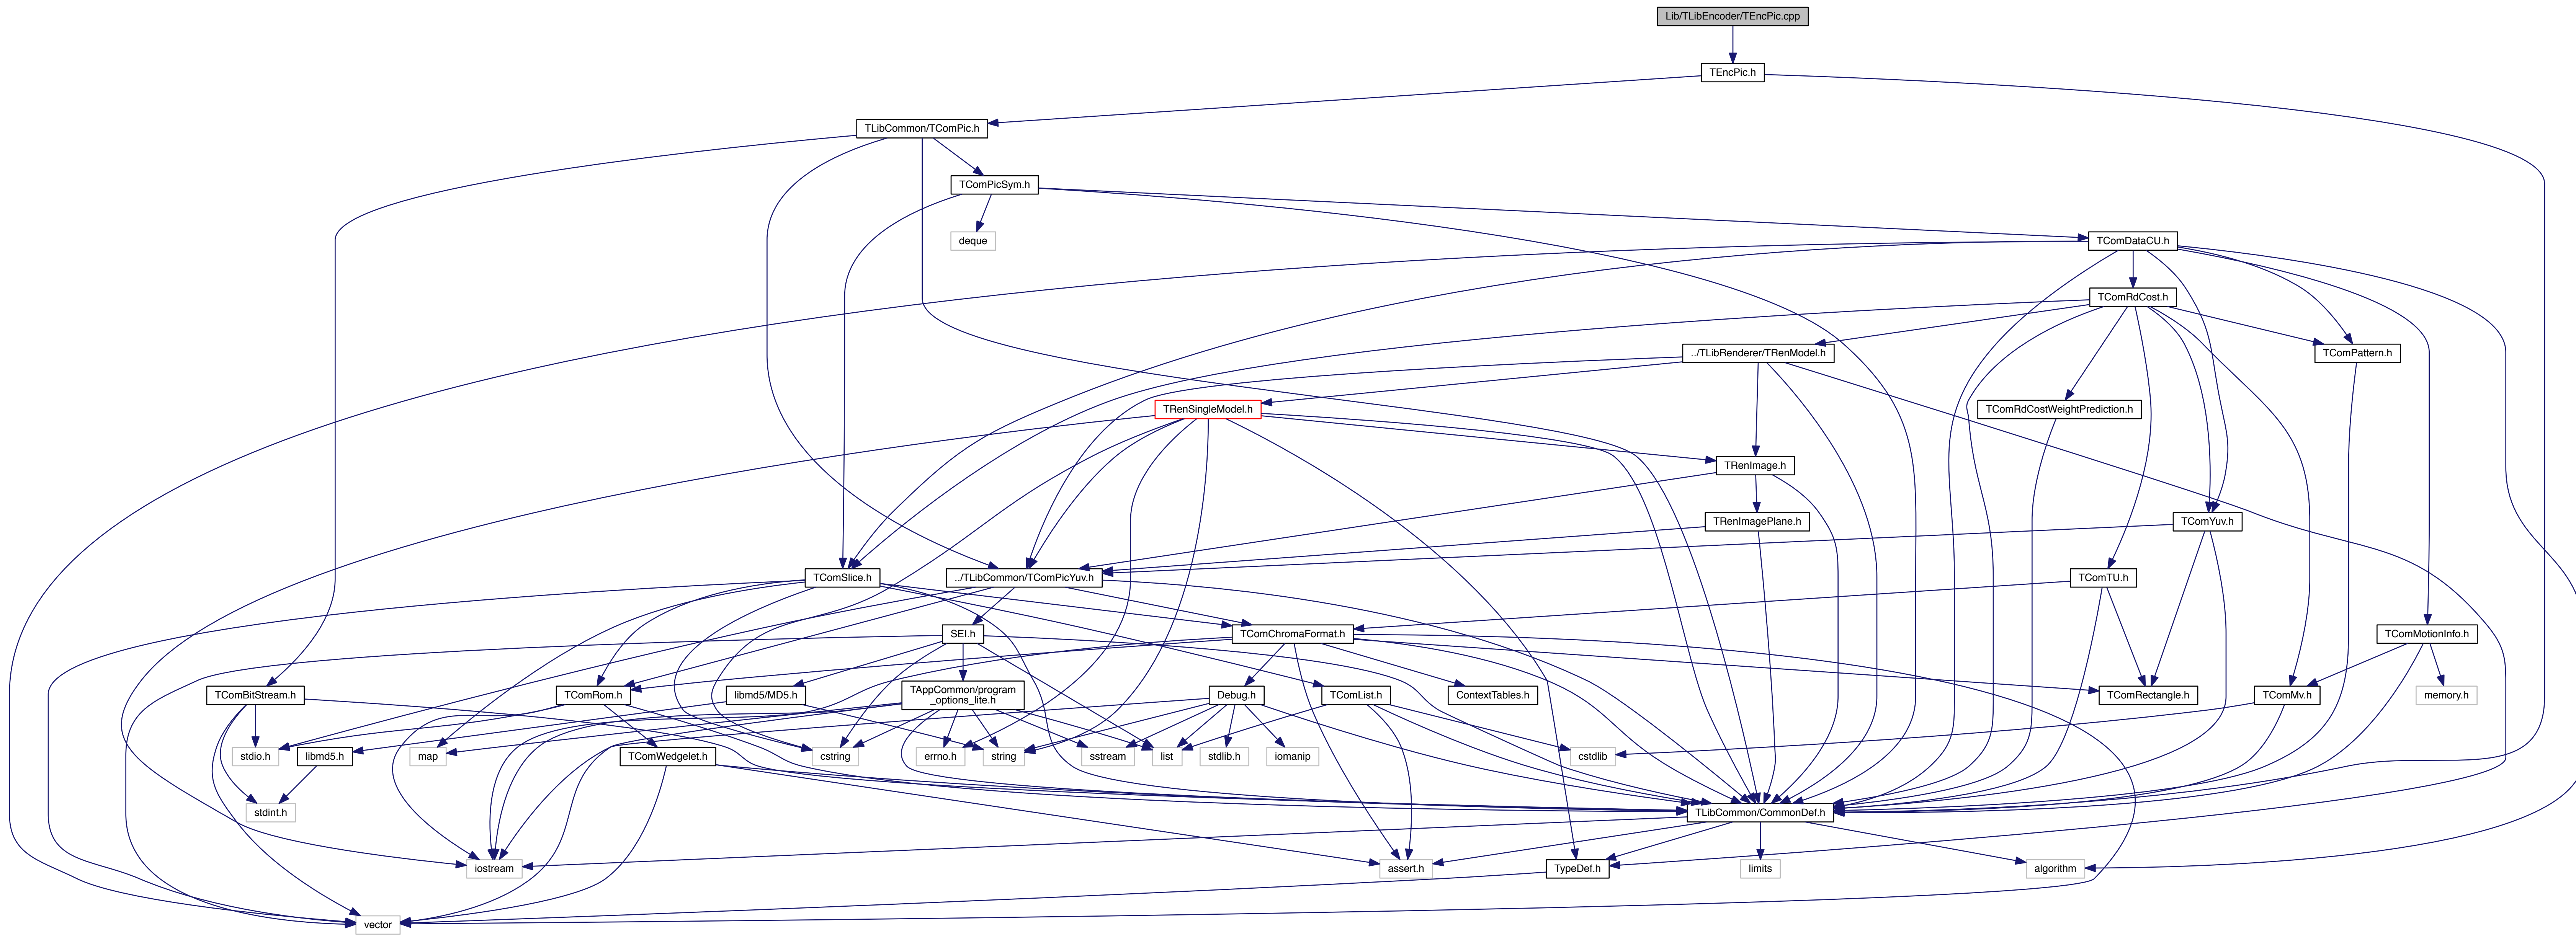 Lib/TLibEncoder/TEncPic.cpp
TEncPic.h
TLibCommon/TComPic.h
TComPicSym.h
deque
TComDataCU.h
TComRdCost.h
../TLibRenderer/TRenModel.h
TComPattern.h
TRenSingleModel.h
TComRdCostWeightPrediction.h
TRenImage.h
TRenImagePlane.h
TComYuv.h
TComSlice.h
../TLibCommon/TComPicYuv.h
TComTU.h
SEI.h
TComChromaFormat.h
TComMotionInfo.h
TComBitStream.h
TComRom.h
libmd5/MD5.h
TAppCommon/program
_options_lite.h
Debug.h
TComList.h
ContextTables.h
TComRectangle.h
TComMv.h
memory.h
stdio.h
libmd5.h
map
TComWedgelet.h
cstring
errno.h
string
sstream
list
stdlib.h
iomanip
cstdlib
stdint.h
TLibCommon/CommonDef.h
iostream
assert.h
TypeDef.h
limits
algorithm
vector